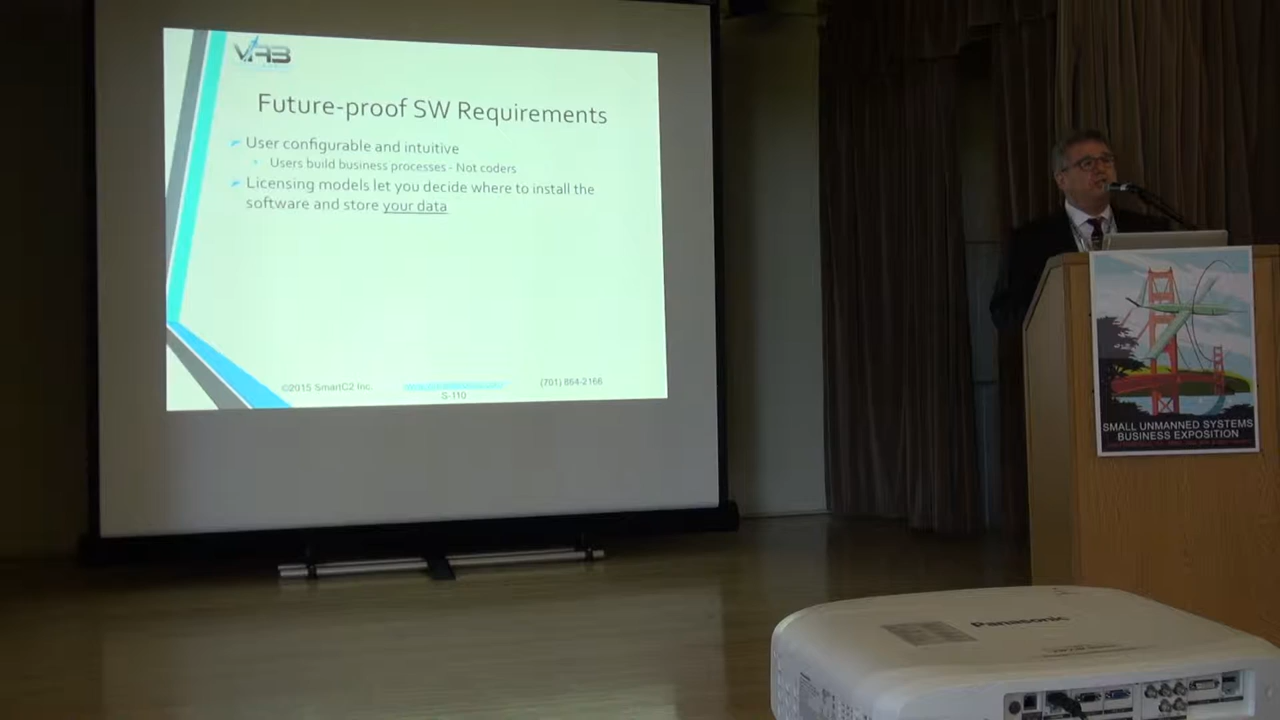 VAB
Future-proof SW Requirements
User configurable and intuitive
Users build business processes - Not coders
Licensing models let you decide where to install the
software and store your data
©2015 SmartC2 Inc.
(701) 864-2166
S-110
SMALL UNMANNED SYSTEMS
BUSINESS EXPOSITION
Panasonic